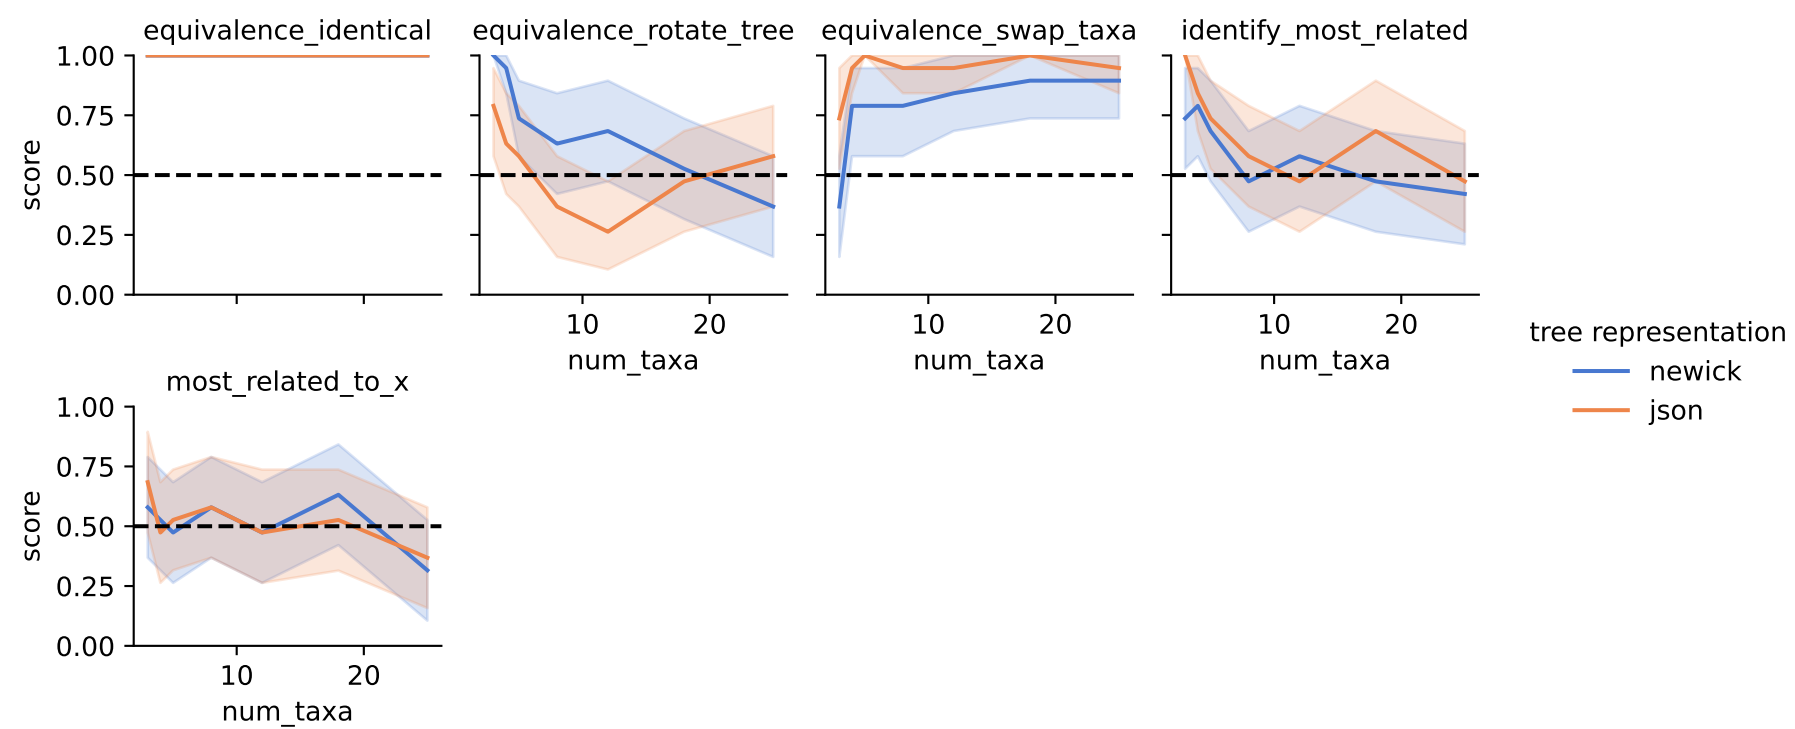 equivalence_identical
equivalence_rotate_tree
equivalence_swap_taxa
identify_most_related
score
1.00
0.75
0.50
0.25
0.00
10
20
10
20
10
20
num_taxa
num_taxa
num_taxa
tree representation
newick
json
most_related_to_x
score
1.00
0.75
0.50
0.25
0.00
10
20
num_taxa